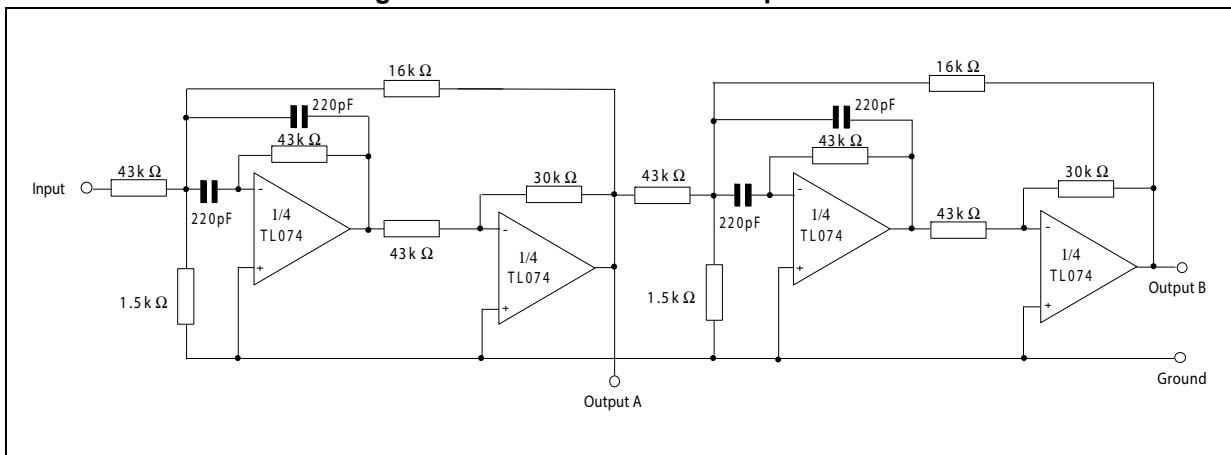 16k Ω
16k Ω
220pF
220pF
43k Ω
43k Ω
43k Ω
30k Ω
43k Ω
30k Ω
Input
-
-
1/4
TL074
220pF
43k Ω
-
1/4
TL074
+
220pF
1/4
TL074
43k Ω
-
1/4
TL074
+
1.5k Ω
+
1.5k Ω
+
Output B
Output A
Ground